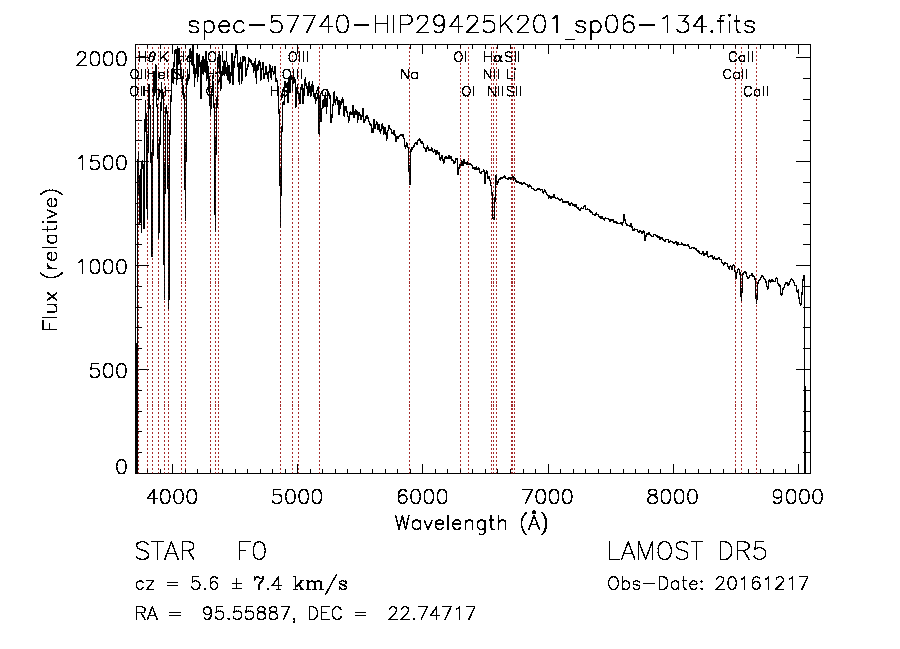 spec-57740-HIP29425K201_sp06-134.fits
2000
1500
1000
500
0
Flux (relative)
OIII
OI
Hα
SII
CaII
Na
NII
Li
CaII
OI
NII
SII
CaII
4000 5000 6000 7000 8000 9000
Wavelength (Å)
STAR F0
LAMOST DR5
cz = 5.6 ± 7.4 km/s
Obs-Date: 20161217
RA = 95.55887, DEC = 22.74717